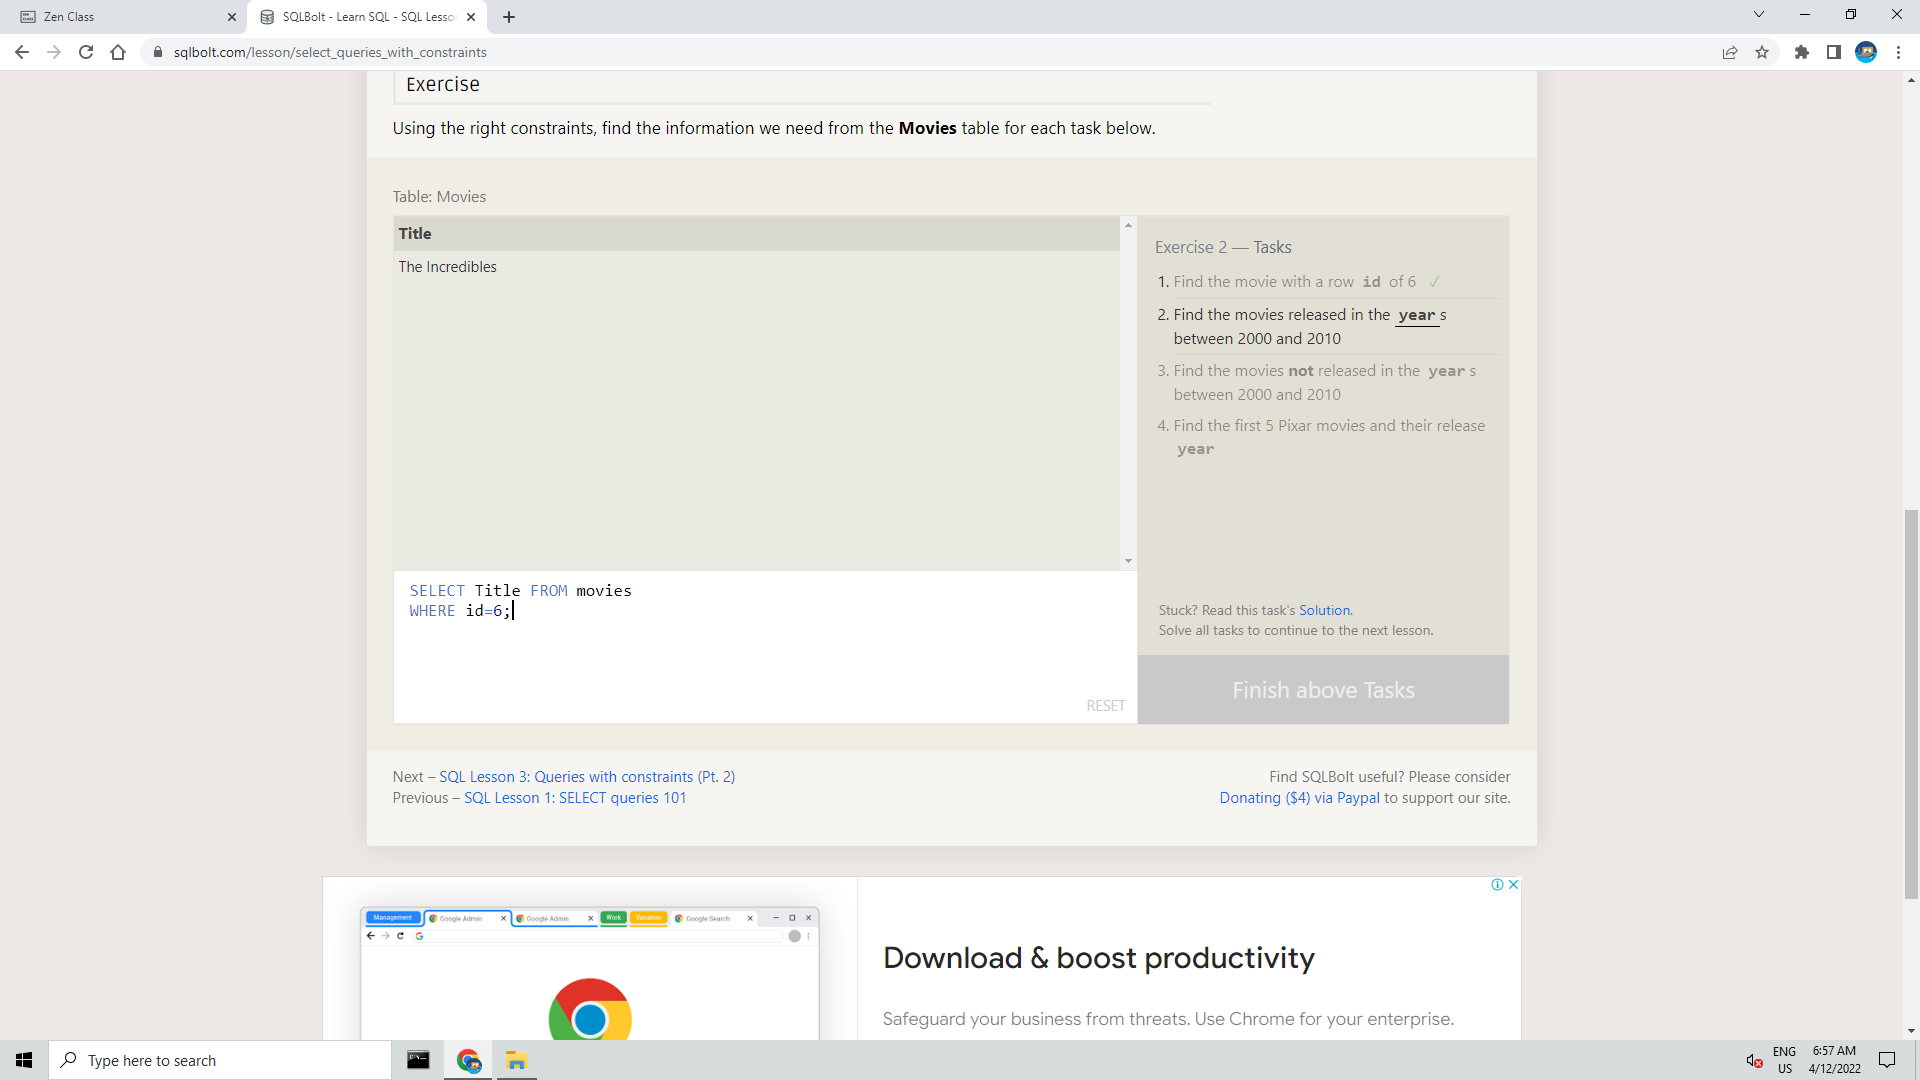 Zen Class
SQLBolt - Learn SQL - SQL Lesso
sqlbolt.com/lesson/select_queries_with_constraints
Exercise
Using the right constraints, find the information we need from the Movies table for each task below.
Table: Movies
Title
The Incredibles
Exercise 2 — Tasks
1. Find the movie with a row id of 6 ✓
2. Find the movies released in the year s
between 2000 and 2010
3. Find the movies not released in the year s
between 2000 and 2010
4. Find the first 5 Pixar movies and their release
year
SELECT Title FROM movies
WHERE id=6;
RESET
Stuck? Read this task's Solution.
Solve all tasks to continue to the next lesson.
Finish above Tasks
Next – SQL Lesson 3: Queries with constraints (Pt. 2)
Previous – SQL Lesson 1: SELECT queries 101
Find SQLBolt useful? Please consider
Donating ($4) via Paypal to support our site.
Management
Google Admin
Google Admin
Work
Vacation
Google Search
Download & boost productivity
Safeguard your business from threats. Use Chrome for your enterprise.
Type here to search
ENG
US
6:57 AM
4/12/2022